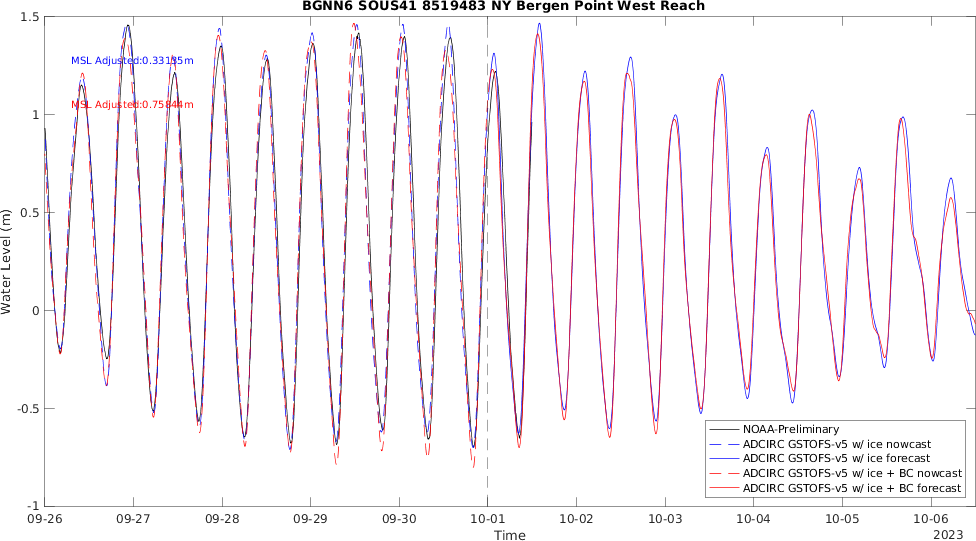 BGNN6 SOUS41 8519483 NY Bergen Point West Reach
1.5
1
0.5
0
-0.5
-1
Water Level (m)
MSL Adjusted:0.33135m
MSL Adjusted:0.75844m
NOAA-Preliminary
ADCIRC GSTOFS-v5 w/ ice nowcast
ADCIRC GSTOFS-v5 w/ ice forecast
ADCIRC GSTOFS-v5 w/ ice + BC nowcast
ADCIRC GSTOFS-v5 w/ ice + BC forecast
09-26 09-27 09-28 09-29 09-30 10-01 10-02 10-03 10-04 10-05 10-06
Time
2023